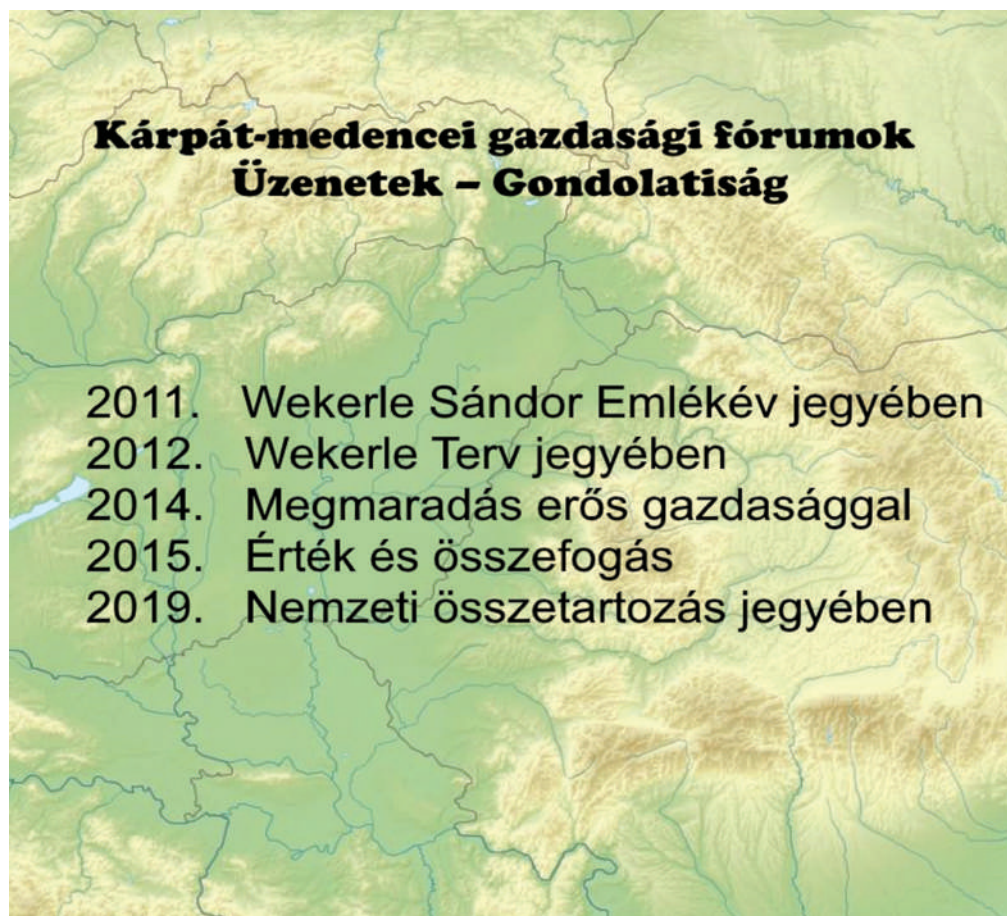 Kárpát-medencei gazdasági fórumok
Üzenetek – Gondolatiság
2011. Wekerle Sándor Emlékév jegyében
2012. Wekerle Terv jegyében
2014. Megmaradás erős gazdasággal
2015. Érték és összefogás
2019. Nemzeti összetartozás jegyében